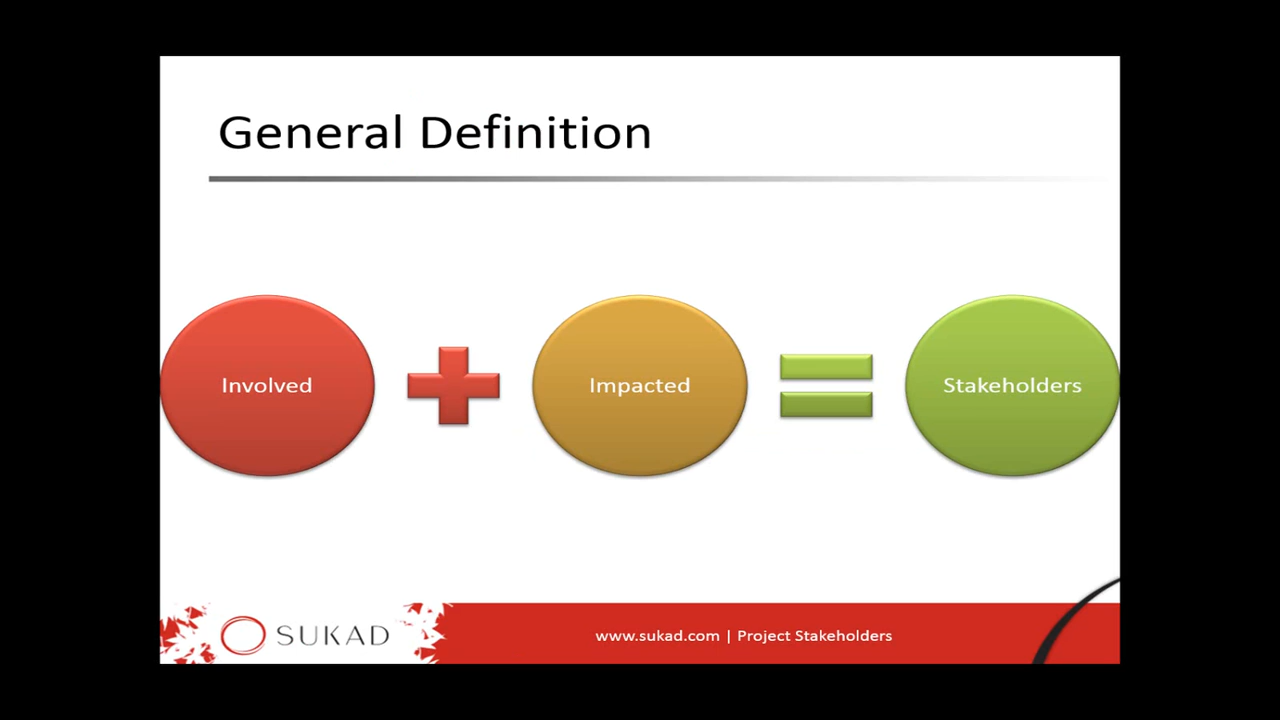 General Definition
Involved
Impacted
Stakeholders
SUKAD
www.sukad.com | Project Stakeholders